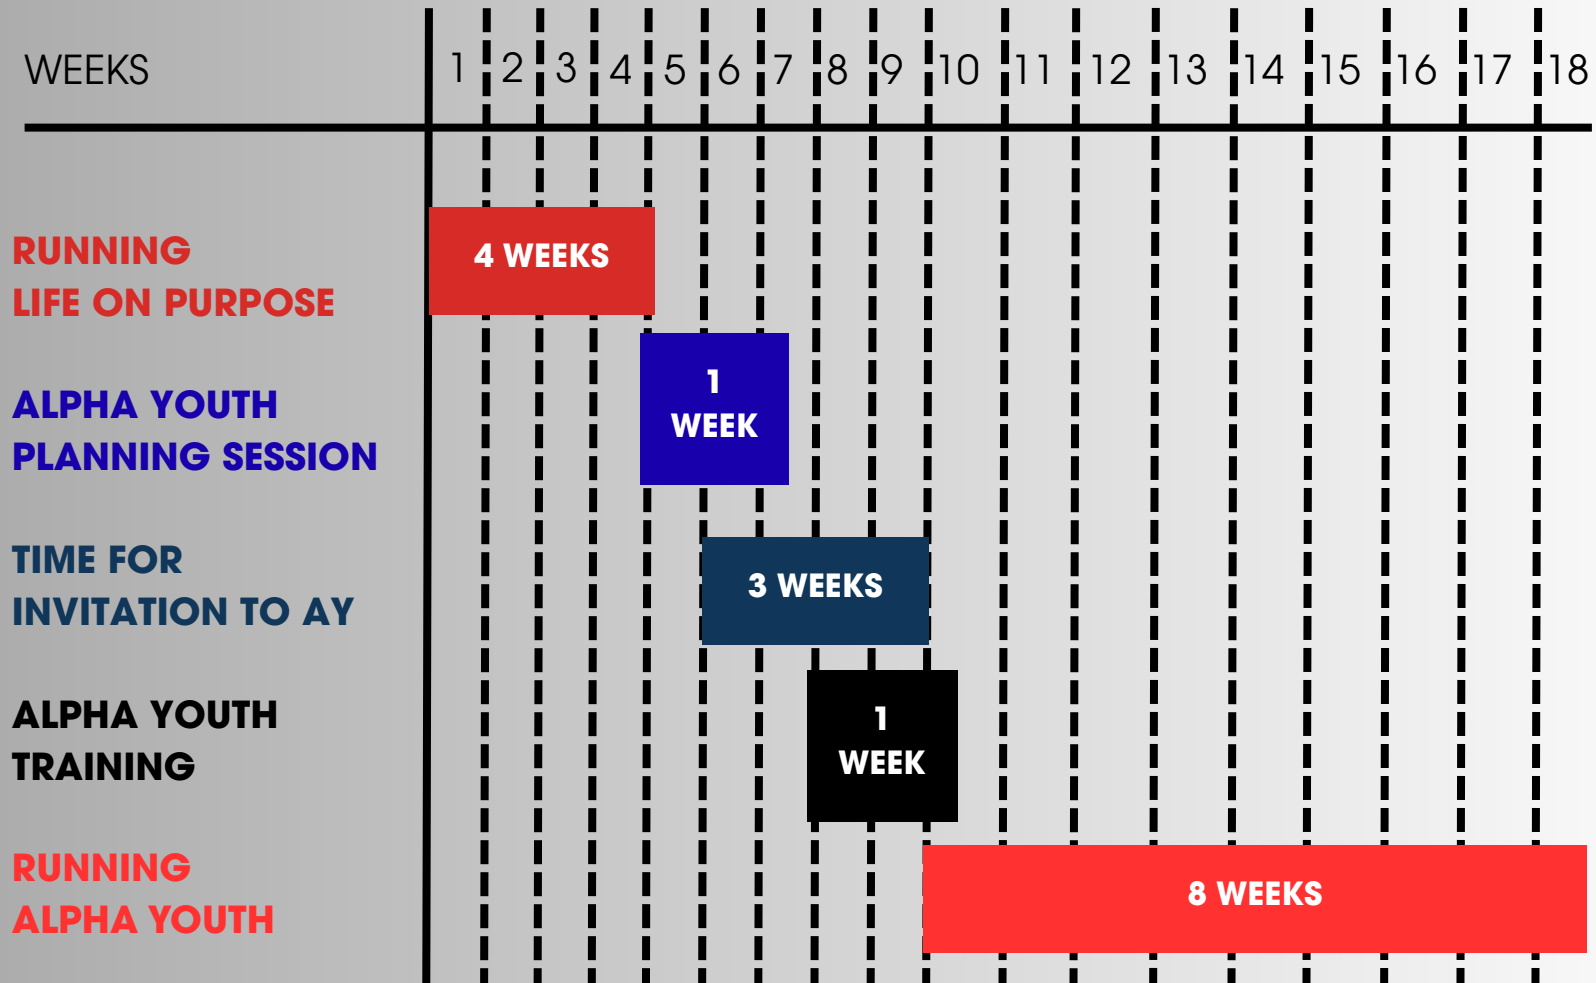 WEEKS 1 2 3 4 5 6 7 8 9 10 11 12 13 14 15 16 17 18
RUNNING
LIFE ON PURPOSE
4 WEEKS
ALPHA YOUTH
PLANNING SESSION
1
WEEK
TIME FOR
INVITATION TO AY
3 WEEKS
ALPHA YOUTH
TRAINING
1
WEEK
RUNNING
ALPHA YOUTH
8 WEEKS